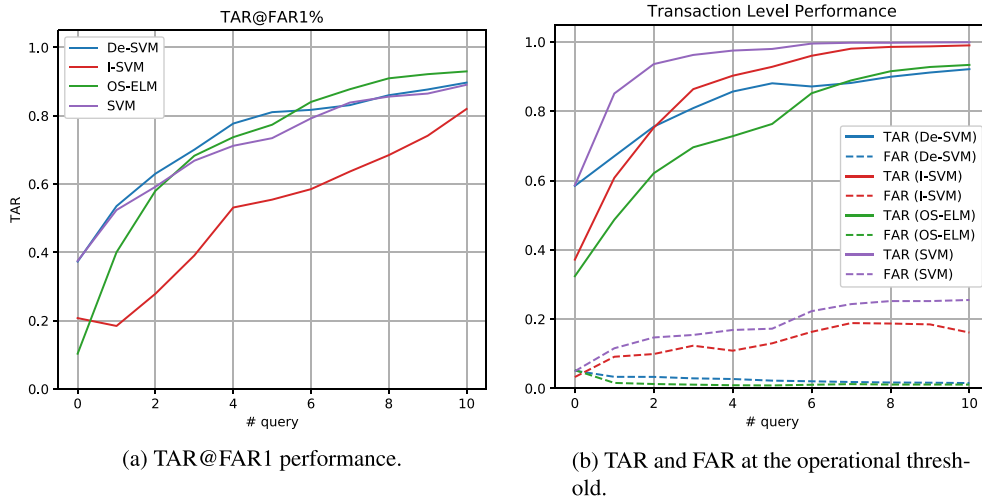 TAR@FAR1%
1.0
0.8
0.6
0.4
0.2
0.0
TAR
De-SVM
I-SVM
OS-ELM
SVM
0 2 4 6 8 10
# query
(a) TAR@FAR1 performance.
Transaction Level Performance
1.0
0.8
0.6
0.4
0.2
0.0
TAR (De-SVM)
FAR (De-SVM)
TAR (I-SVM)
FAR (I-SVM)
TAR (OS-ELM)
FAR (OS-ELM)
TAR (SVM)
FAR (SVM)
0 2 4 6 8 10
# query
(b) TAR and FAR at the operational thresh-
old.